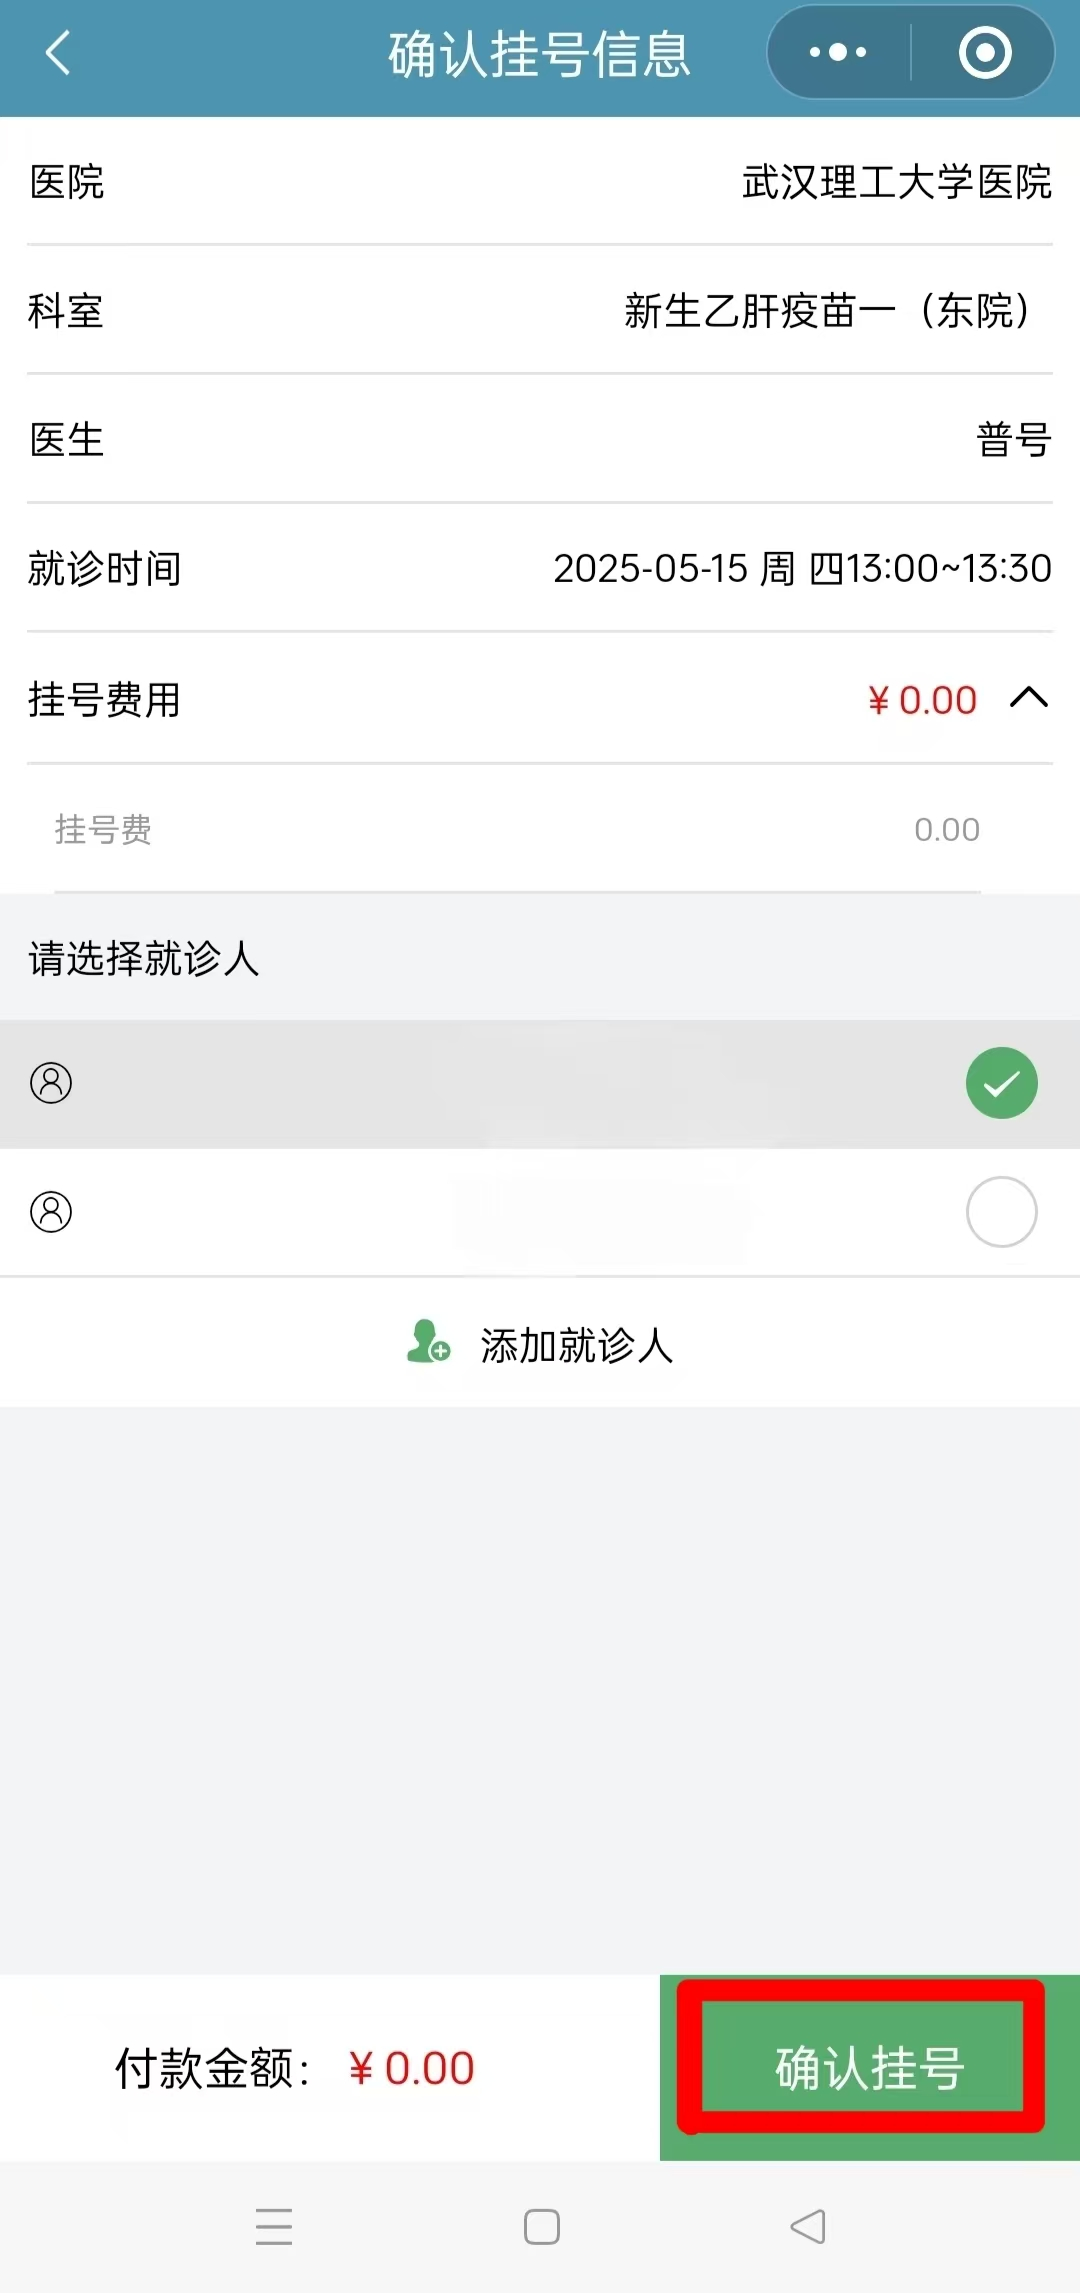 确认挂号信息
医院 武汉理工大学医院
科室 新生乙肝疫苗一（东院）
医生 普号
就诊时间 2025-05-15 周 四13:00~13:30
挂号费用 ¥ 0.00
挂号费 0.00
请选择就诊人
添加就诊人
付款金额： ¥ 0.00 确认挂号